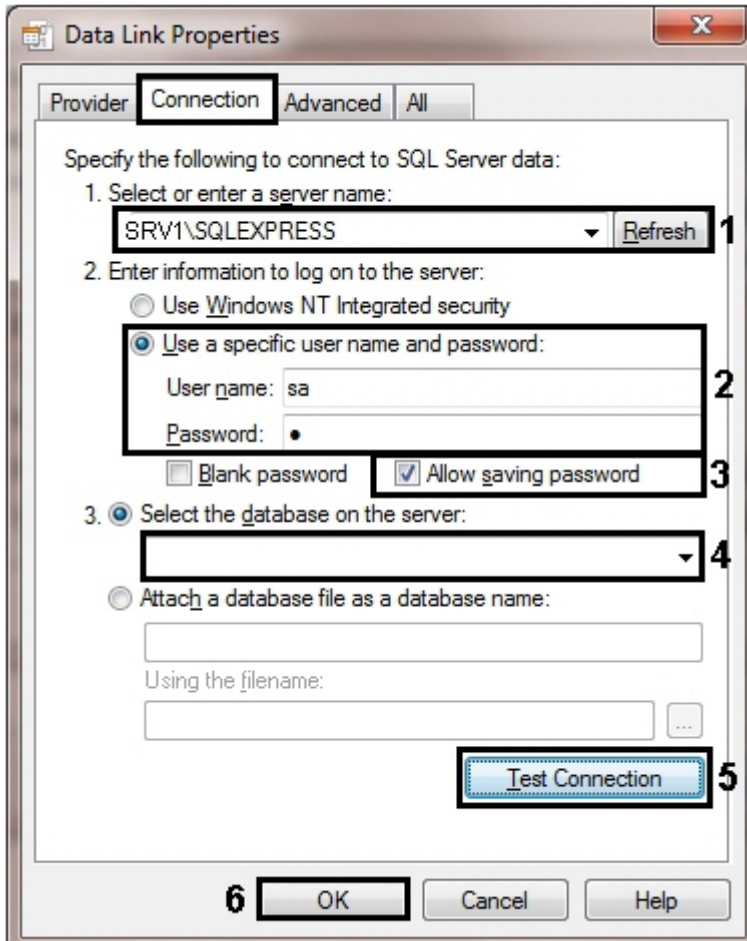 Data Link Properties
Provider Connection Advanced All
Specify the following to connect to SQL Server data:
1. Select or enter a server name:
SRV1\SQLEXPRESS Refresh 1
2. Enter information to log on to the server:
Use Windows NT Integrated security
Use a specific user name and password:
User name: sa 2
Password: ●
Blank password Allow saving password 3
3. Select the database on the server:
4
Attach a database file as a database name:
Using the filename:
...
Test Connection 5
6 OK Cancel Help